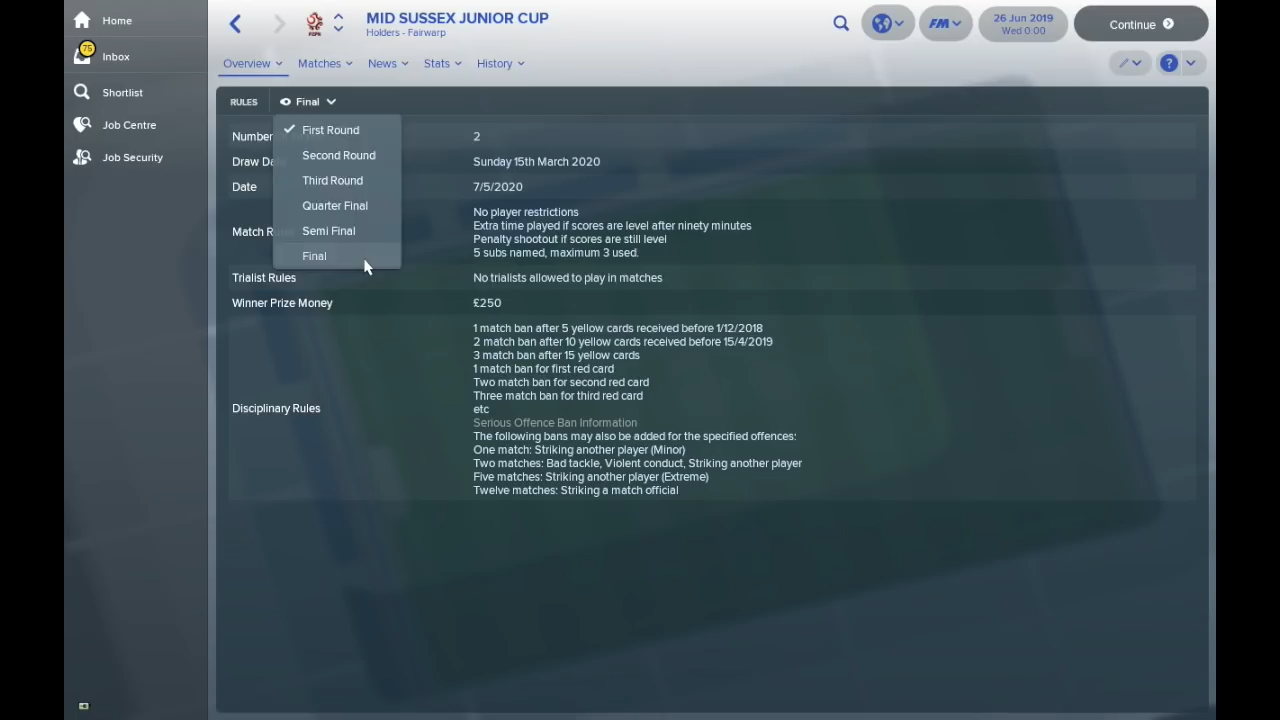 Home
75
Inbox
Shortlist
Job Centre
Job Security
MID SUSSEX JUNIOR CUP
Holders - Fairwarp
FM
26 Jun 2019
Wed 0:00
Continue
Overview
Matches
News
Stats
History
?
RULES
Final
First Round
Second Round
Third Round
Quarter Final
Semi Final
Final
Number
2
Sunday 15th March 2020
Date
7/5/2020
Match
No player restrictions
Extra time played if scores are level after ninety minutes
Penalty shootout if scores are still level
5 subs named, maximum 3 used.
Trialist Rules
No trialists allowed to play in matches
Winner Prize Money
£250
Disciplinary Rules
1 match ban after 5 yellow cards received before 1/12/2018
2 match ban after 10 yellow cards received before 15/4/2019
3 match ban after 15 yellow cards
1 match ban for first red card
Two match ban for second red card
Three match ban for third red card
etc
Serious Offence Ban Information
The following bans may also be added for the specified offences:
One match: Striking another player (Minor)
Two matches: Bad tackle, Violent conduct, Striking another player
Five matches: Striking another player (Extreme)
Twelve matches: Striking a match official